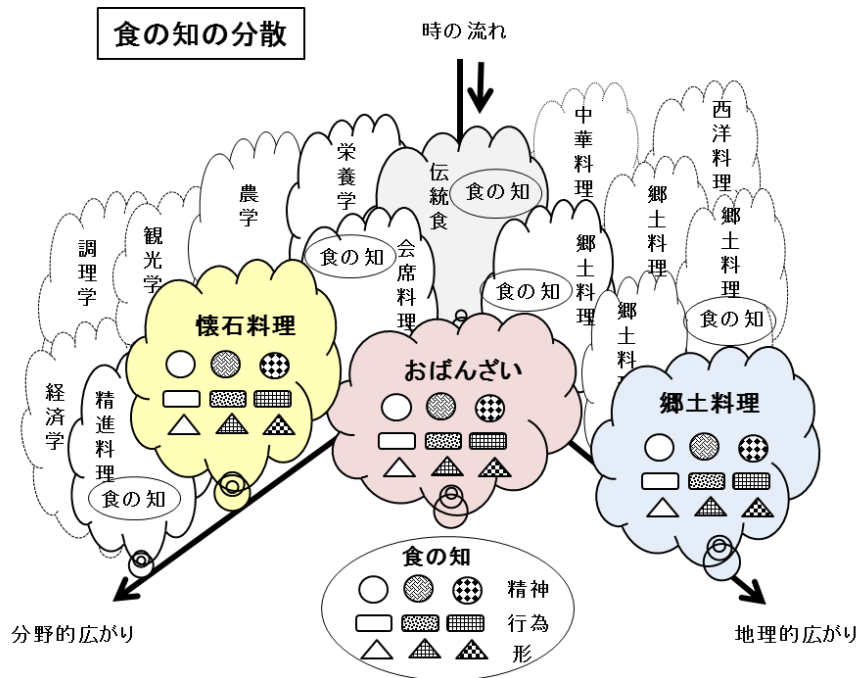 食の知の分散
時の流れ
中華料理
西洋料理
栄養学
伝統食
食の知
農学
郷土料理
郷土料理
調理学
観光学
食の知
会席料理
食の知
郷土料理
郷土料理
食の知
懐石料理
おばんざい
郷土料理
経済学
精進料理
食の知
食の知
精神
行為
形
分野的広がり
地理的広がり